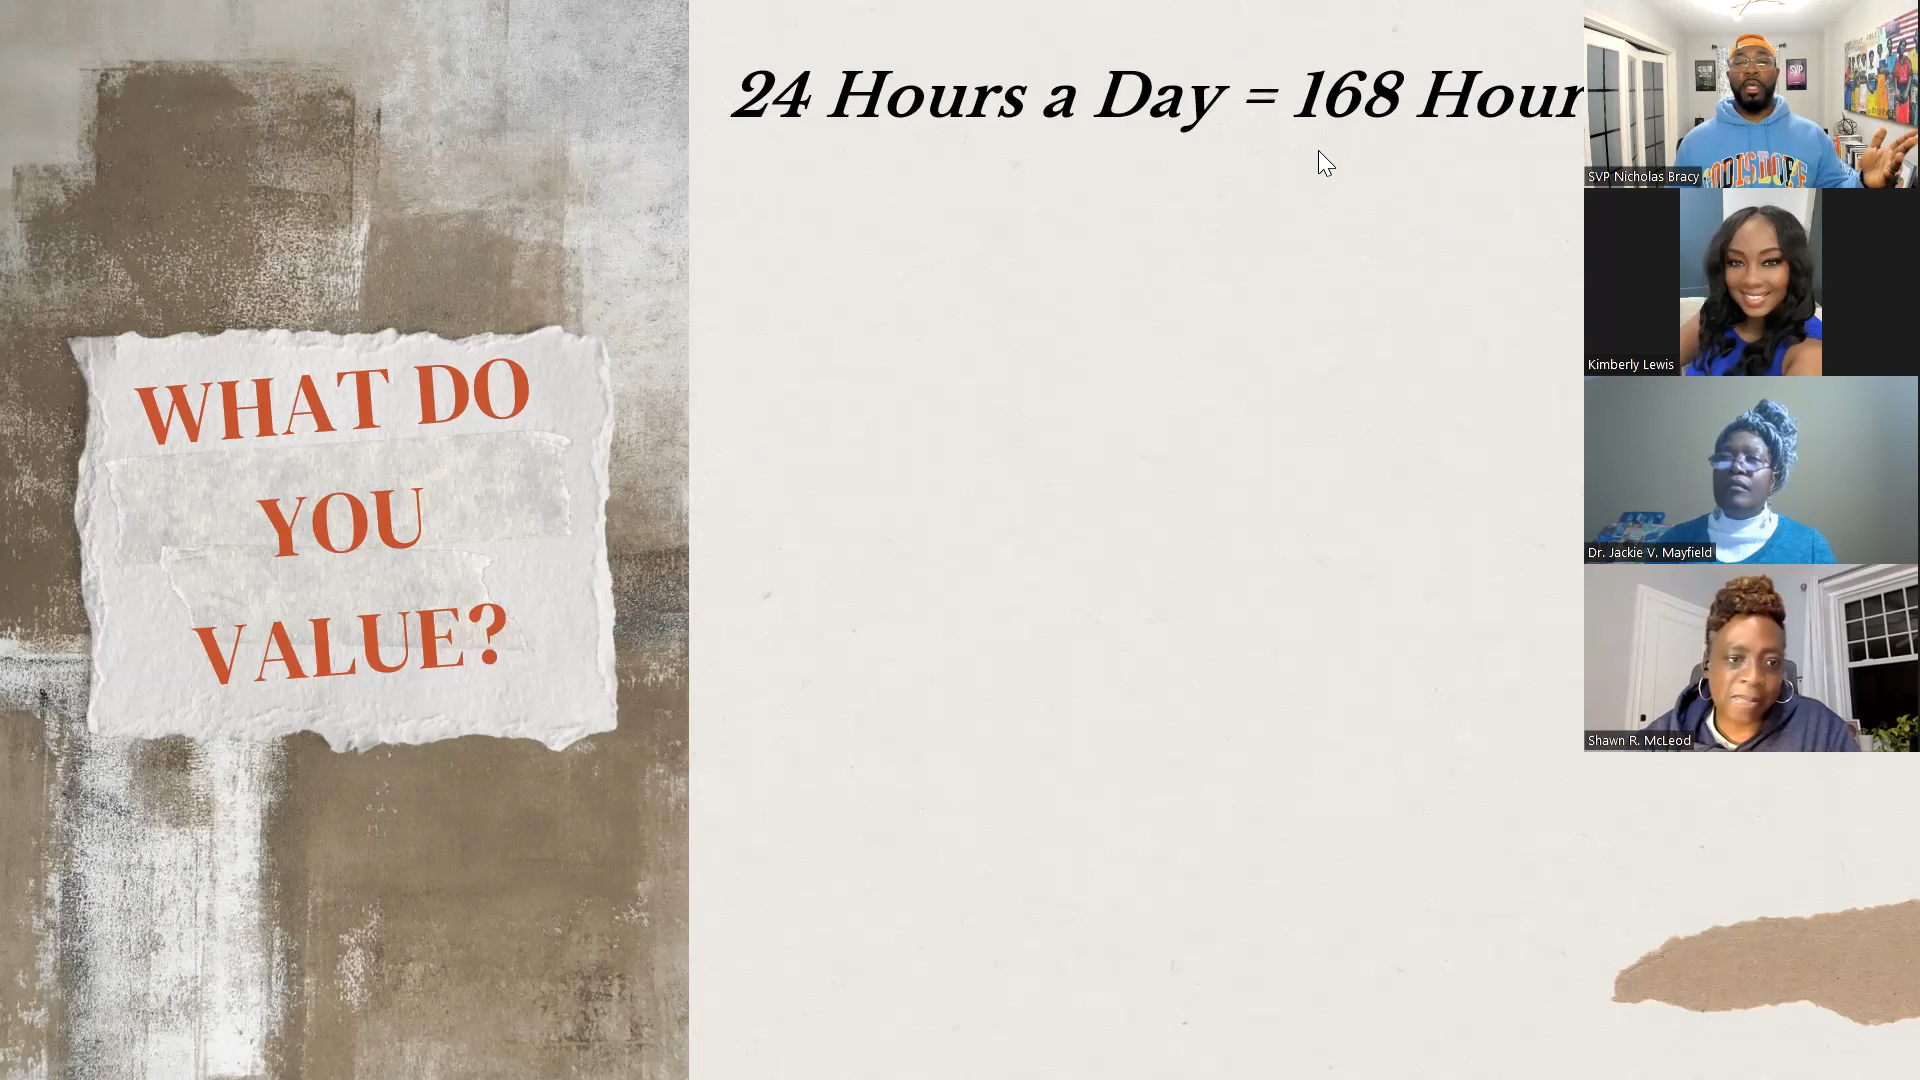 24 Hours a Day = 168 Hour
WHAT DO
YOU
VALUE?
SVP Nicholas Bracy
SVP
Kimberly Lewis
Dr. Jackie V. Mayfield
Shawn R. McLeod